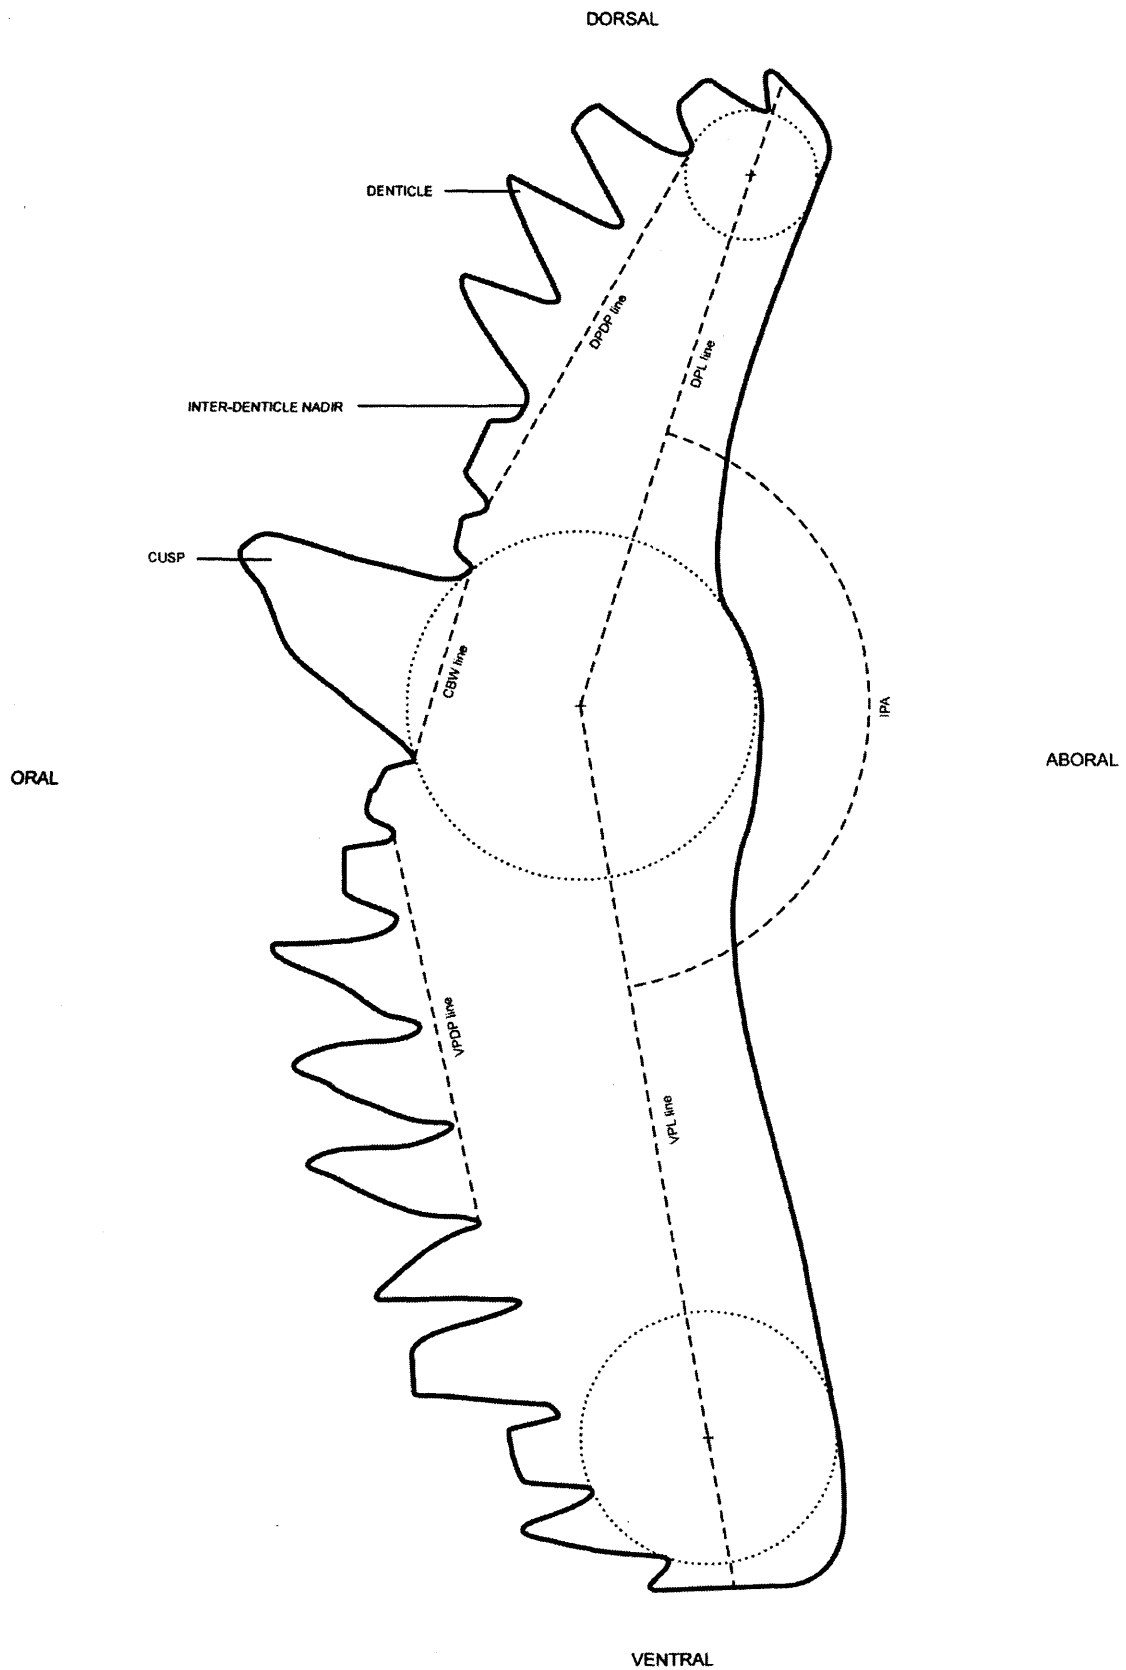 DORSAL
DENTICLE
DPDP line
DPL line
INTER-DENTICLE NADIR
CUSP
CBW line
IPA
ORAL
ABORAL
VPDP line
VPL line
VENTRAL